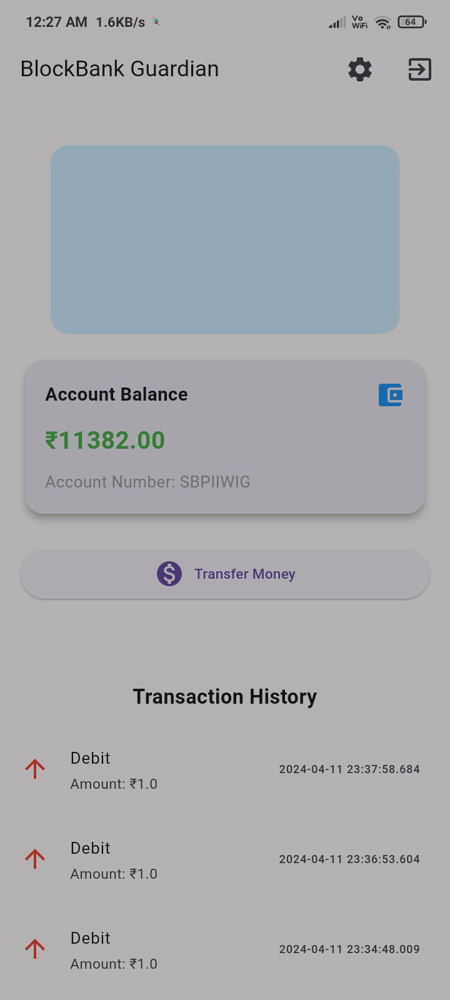 12:27 AM 1.6KB/s Vo WiFi 64
BlockBank Guardian
Account Balance
₹11382.00
Account Number: SBPIIWIG
Transfer Money
Transaction History
Debit
Amount: ₹1.0
2024-04-11 23:37:58.684
Debit
Amount: ₹1.0
2024-04-11 23:36:53.604
Debit
Amount: ₹1.0
2024-04-11 23:34:48.009